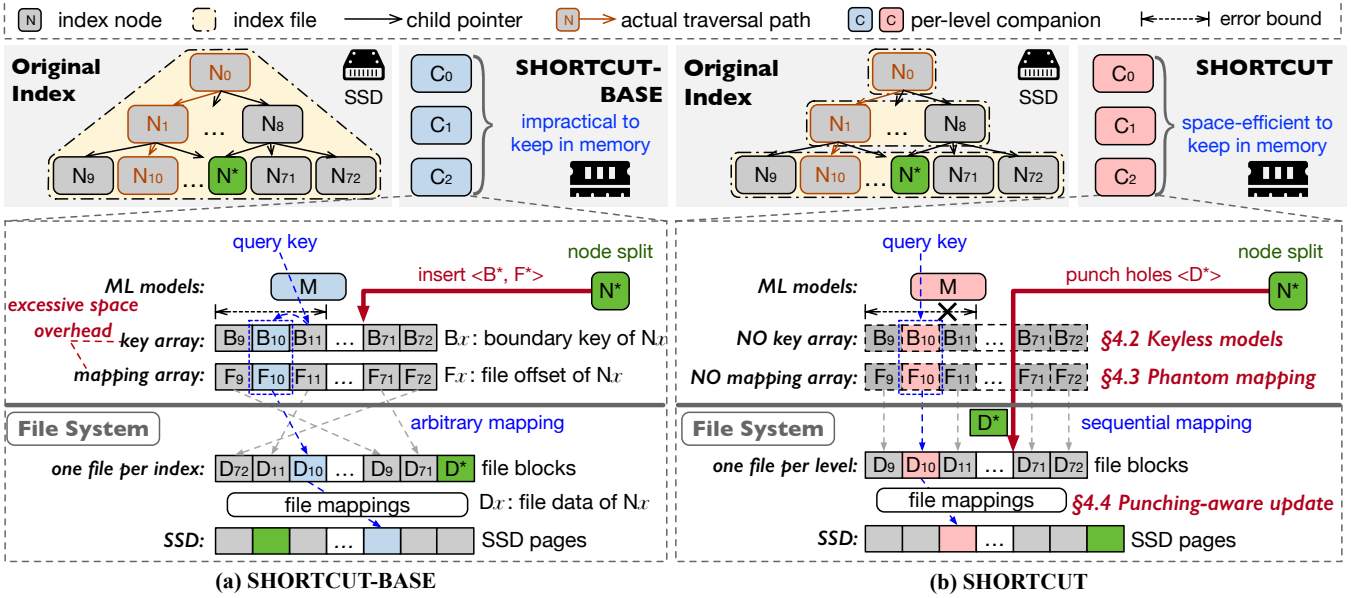 N index node
index file
child pointer
N actual traversal path
C C per-level companion
error bound
Original
Index
SSD
N0
N1
...
N8
N9
N10
...
N*
N71
N72
C0
C1
C2
SHORTCUT-
BASE
impractical to
keep in memory
Original
Index
SSD
N0
N1
...
N8
N9
N10
...
N*
N71
N72
C0
C1
C2
SHORTCUT
space-efficient to
keep in memory
query key
node split
insert <B*, F*>
ML models:
M
N*
excessive space
overhead
key array:
B9 B10 B11 ... B71 B72
Bx: boundary key of Nx
mapping array:
F9 F10 F11 ... F71 F72
Fx: file offset of Nx
File System
arbitrary mapping
one file per index:
D72 D11 D10 ... D9 D71 D*
file blocks
file mappings
Dx: file data of Nx
SSD:
...
SSD pages
(a) SHORTCUT-BASE
query key
node split
punch holes <D*>
ML models:
M
N*
NO key array:
B9 B10 B11 ... B71 B72
§4.2 Keyless models
NO mapping array:
F9 F10 F11 ... F71 F72
§4.3 Phantom mapping
File System
D*
sequential mapping
one file per level:
D9 D10 D11 ... D71 D72
file blocks
file mappings
§4.4 Punching-aware update
SSD:
...
SSD pages
(b) SHORTCUT